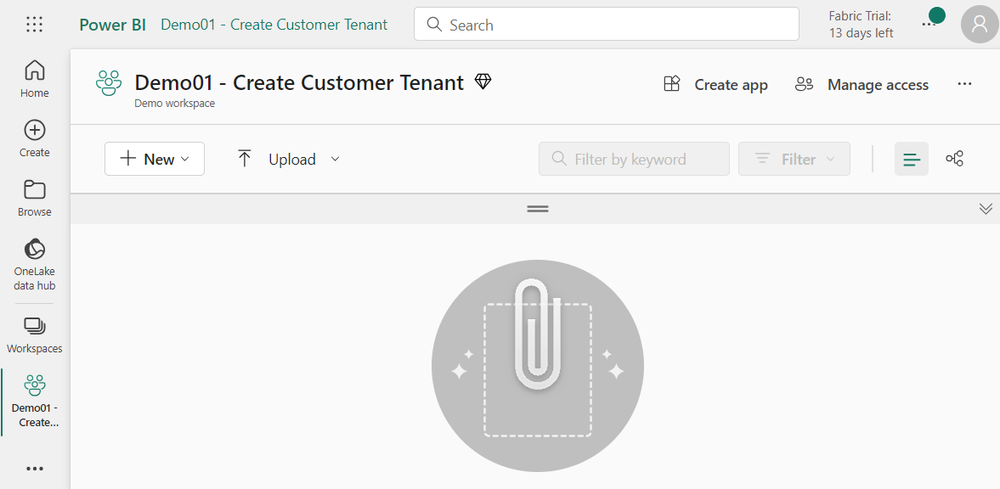 Power BI Demo01 - Create Customer Tenant
Search
Fabric Trial:
13 days left
Home
Create
Browse
OneLake
data hub
Workspaces
Demo01 -
Create...
Demo01 - Create Customer Tenant
Demo workspace
Create app
Manage access
New
Upload
Filter by keyword
Filter